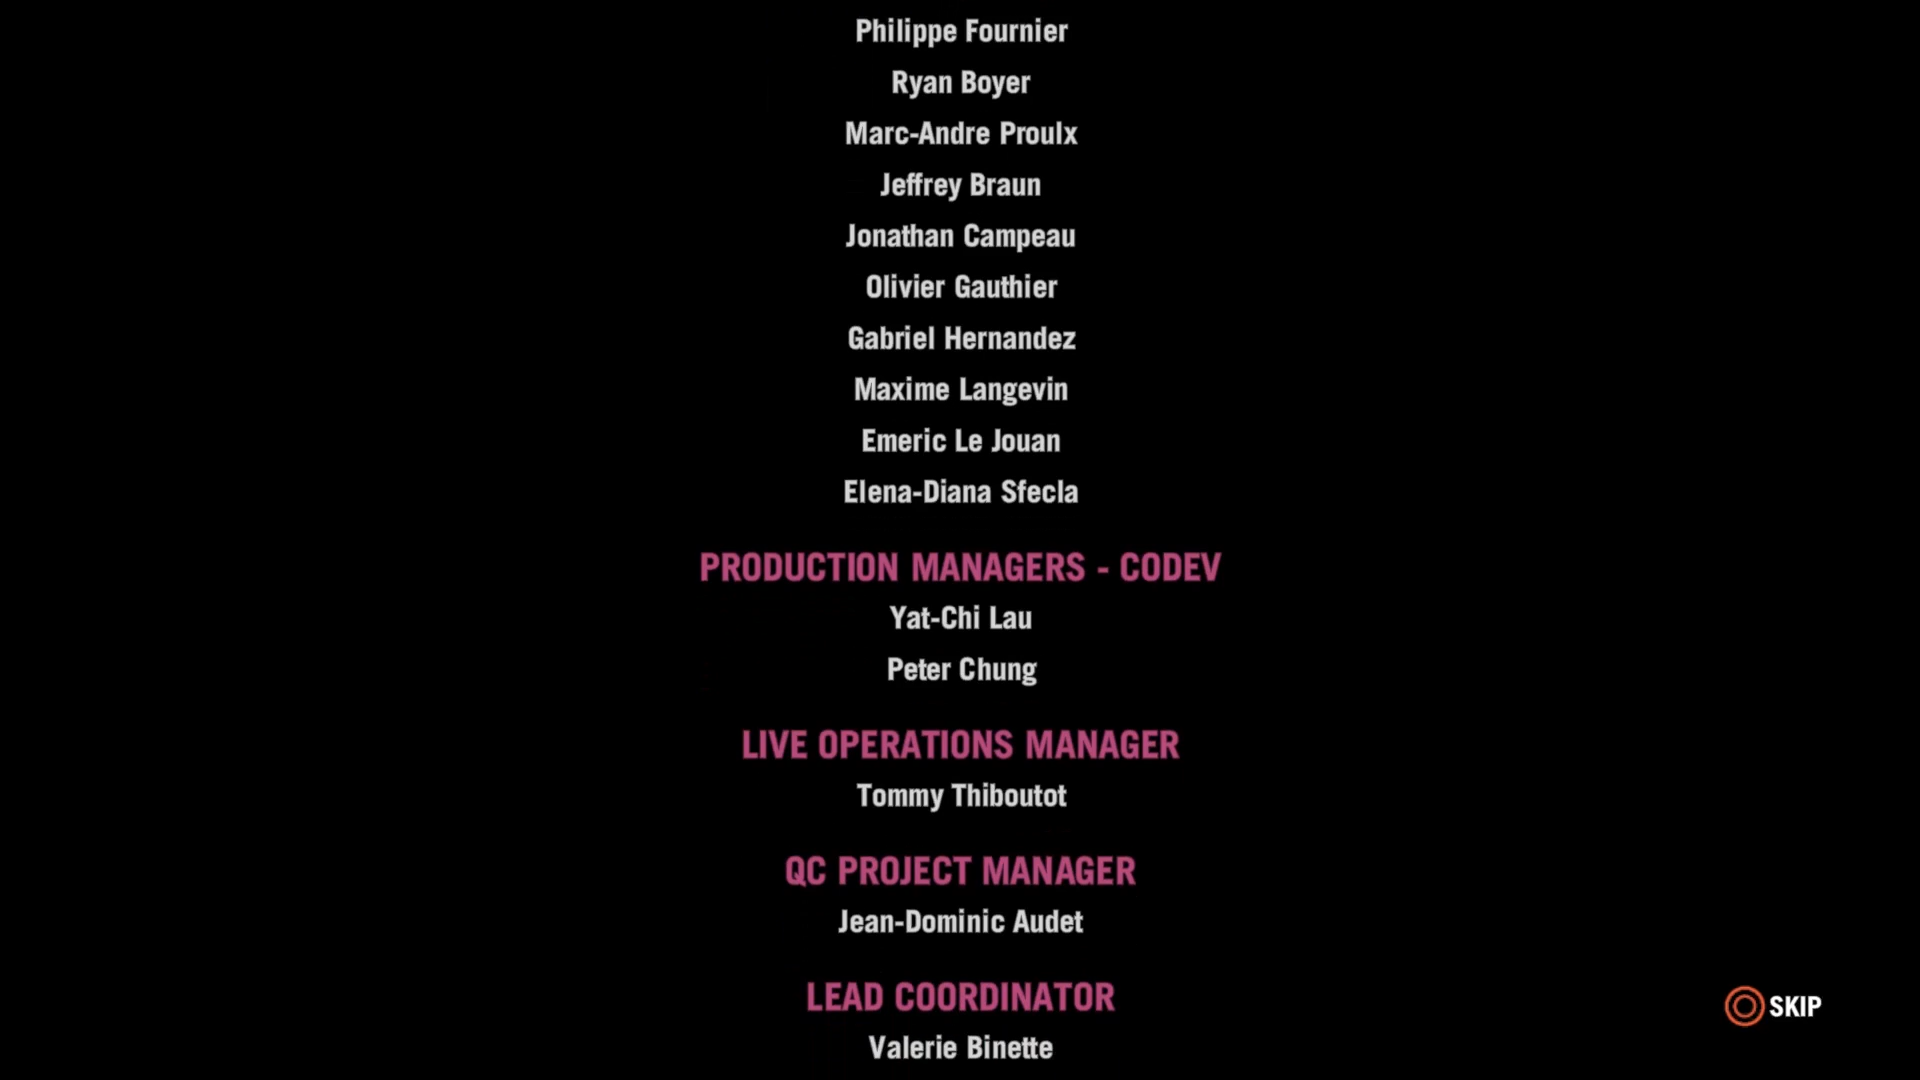 Philippe Fournier
Ryan Boyer
Marc-Andre Proulx
Jeffrey Braun
Jonathan Campeau
Olivier Gauthier
Gabriel Hernandez
Maxime Langevin
Emeric Le Jouan
Elena-Diana Sfecla
PRODUCTION MANAGERS - CODEV
Yat-Chi Lau
Peter Chung
LIVE OPERATIONS MANAGER
Tommy Thiboutot
QC PROJECT MANAGER
Jean-Dominic Audet
LEAD COORDINATOR
SKIP
Valerie Binette